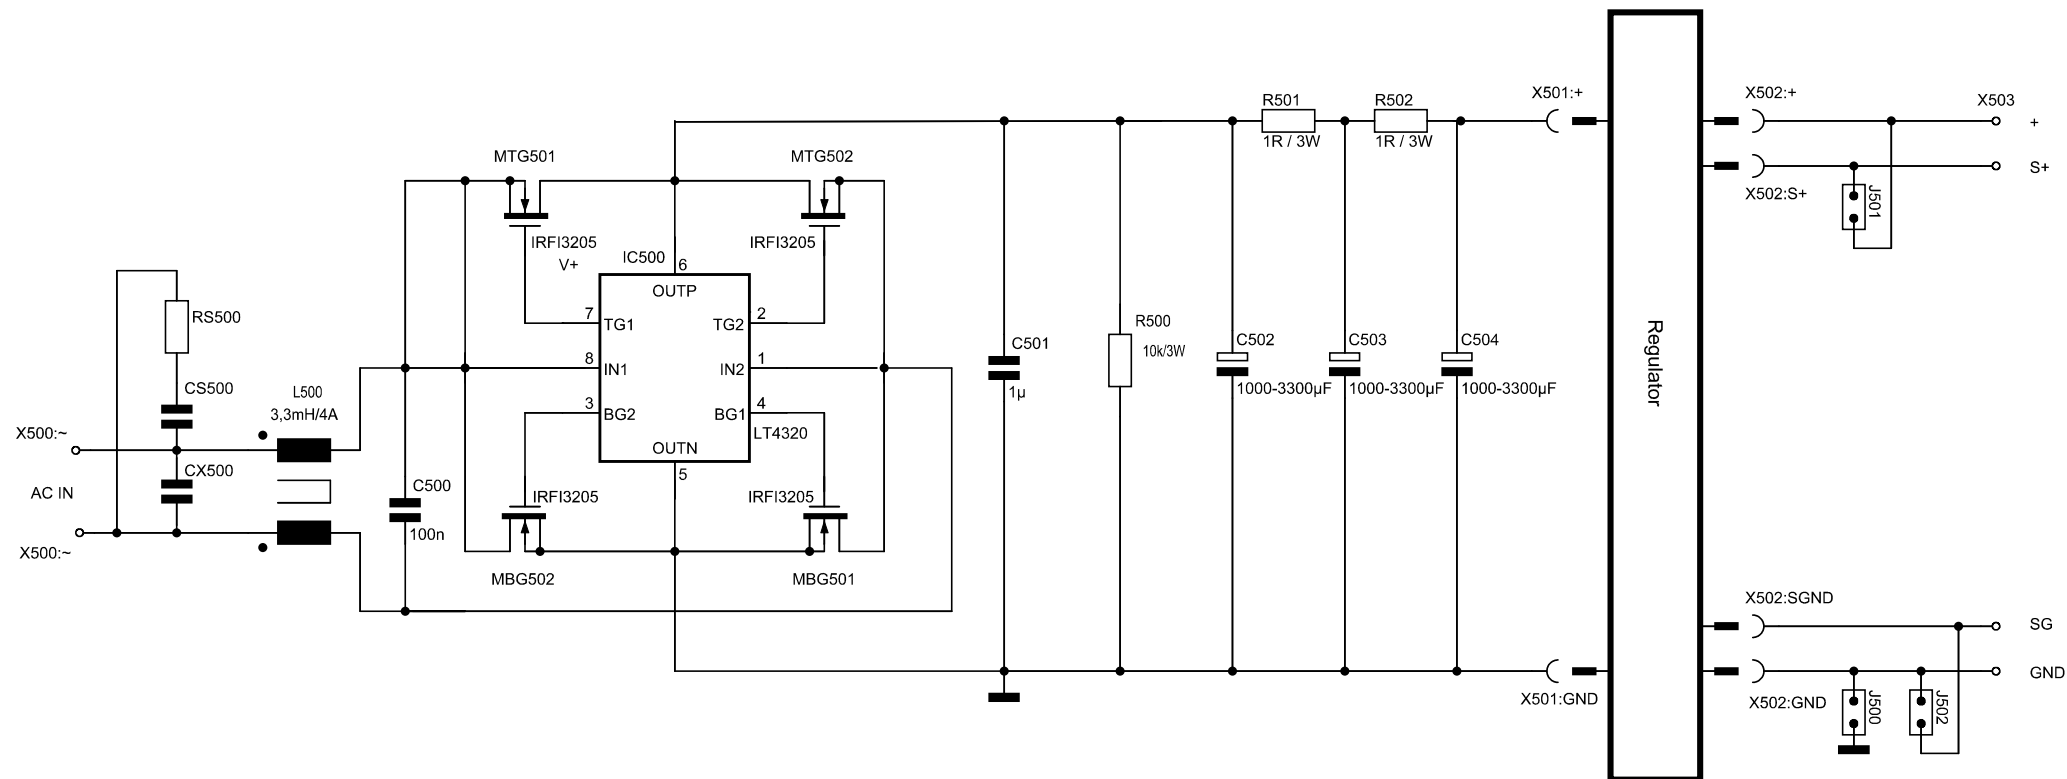 X501:+
X502:+
X503
R501
R502
+
1R / 3W
1R / 3W
MTG501
MTG502
S+
X502:S+
J501
IRFI3205
IRFI3205
V+
IC500
6
OUTP
RS500
7
TG1
TG2
2
R500
10k/3W
C501
1µ
C502
C503
C504
1000-3300µF
1000-3300µF
1000-3300µF
Regulator
8
IN1
IN2
1
CS500
L500
3,3mH/4A
3
BG2
BG1
4
X500:~
OUTN
LT4320
CX500
5
AC IN
C500
100n
IRFI3205
IRFI3205
X500:~
MBG502
MBG501
X502:SGND
SG
GND
X501:GND
X502:GND
J500
J502